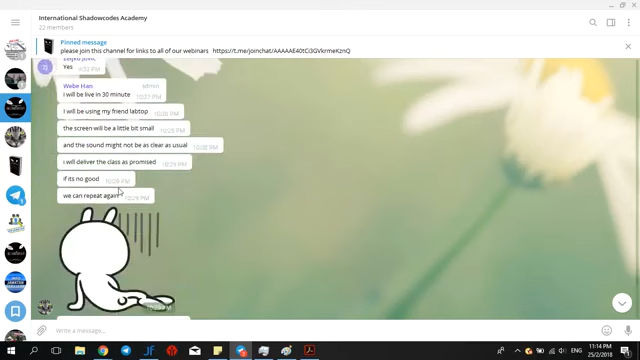 International Shadowcodes Academy
22 members
Pinned message
please join this channel for links to all of our webinars https://t.me/joinchat/AAAAAE40tCi3GVkrmeKznQ
Zeljko Jovic
Yes
Webe Han
admin
I will be live in 30 minute
10:27 PM
I will be using my friend labtop
10:28 PM
the screen will be a little bit small
10:28 PM
and the sound might not be as clear as usual
10:28 PM
i will deliver the class as promised
10:29 PM
if its no good
10:29 PM
we can repeat again
10:29 PM
Write a message...
ENG
11:14 PM
25/2/2018